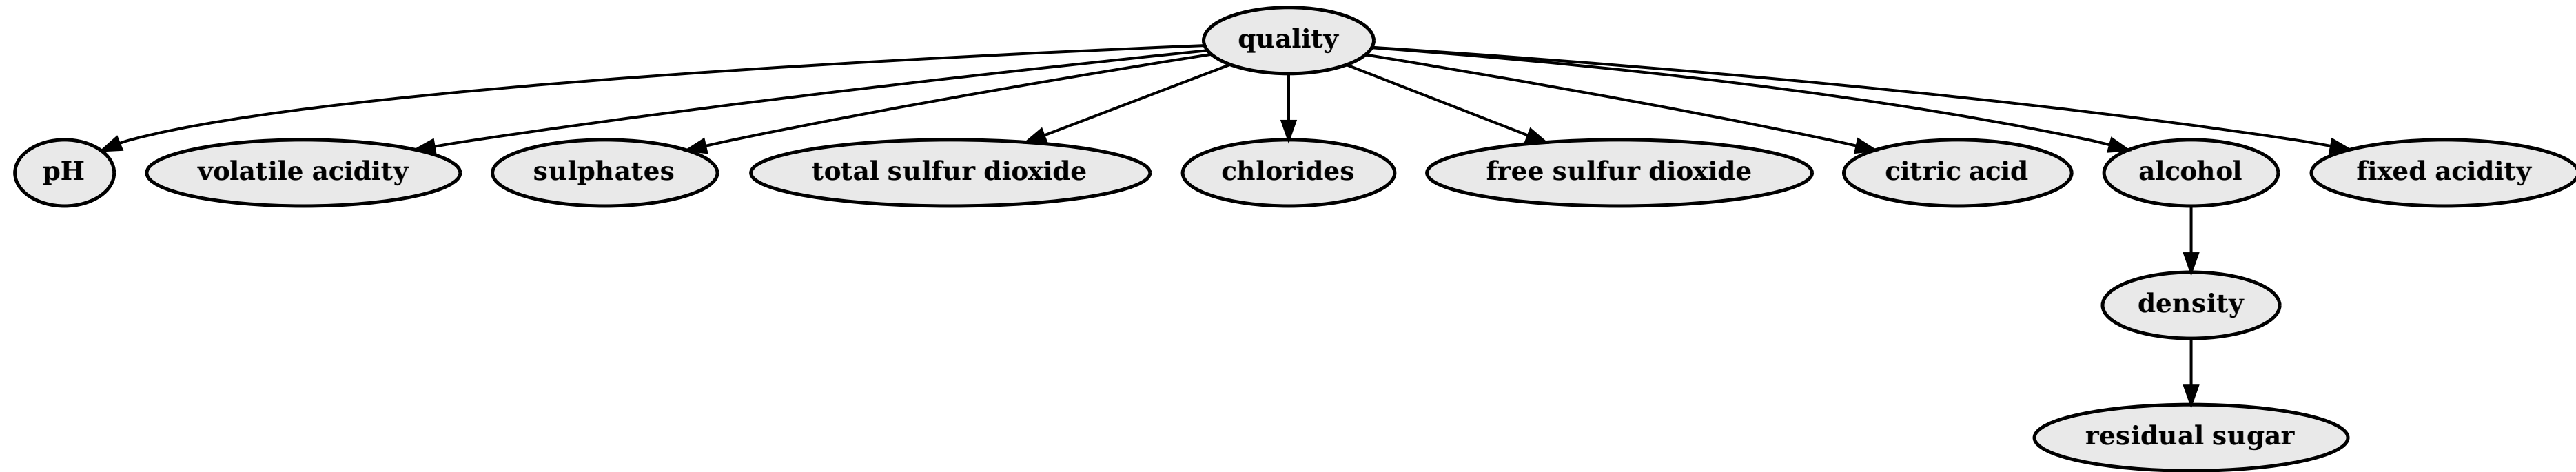 quality
pH
volatile acidity
sulphates
total sulfur dioxide
chlorides
free sulfur dioxide
citric acid
alcohol
fixed acidity
density
residual sugar